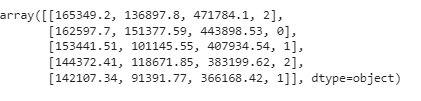 array([[165349.2, 136897.8, 471784.1, 2],
[162597.7, 151377.59, 443898.53, 0],
[153441.51, 101145.55, 407934.54, 1],
[144372.41, 118671.85, 383199.62, 2],
[142107.34, 91391.77, 366168.42, 1]], dtype=object)